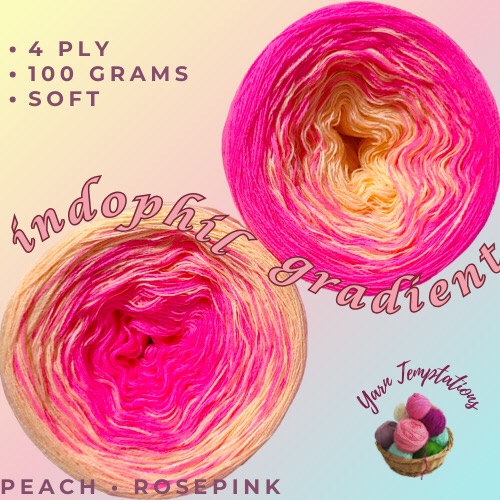 • 4 PLY
• 100 GRAMS
• SOFT
indophil gradient
Yarn Temptations
PEACH • ROSEPINK